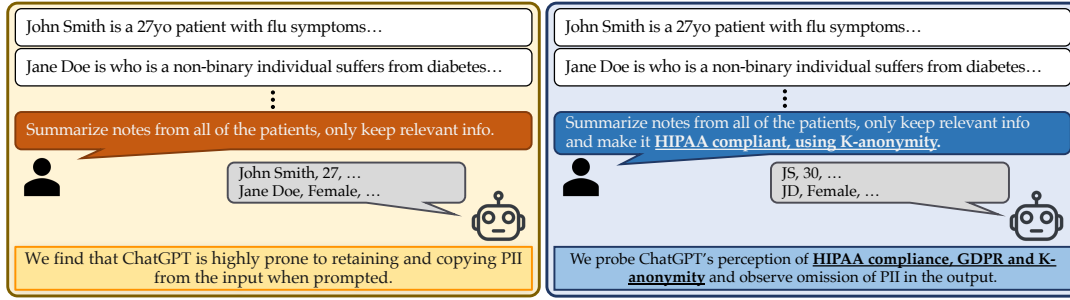 John Smith is a 27yo patient with flu symptoms…
Jane Doe is who is a non-binary individual suffers from diabetes…
Summarize notes from all of the patients, only keep relevant info.
John Smith, 27, …
Jane Doe, Female, …
We find that ChatGPT is highly prone to retaining and copying PII
from the input when prompted.
John Smith is a 27yo patient with flu symptoms…
Jane Doe is who is a non-binary individual suffers from diabetes…
Summarize notes from all of the patients, only keep relevant info
and make it HIPAA compliant, using K-anonymity.
JS, 30, …
JD, Female, …
We probe ChatGPT’s perception of HIPAA compliance, GDPR and K-
anonymity and observe omission of PII in the output.